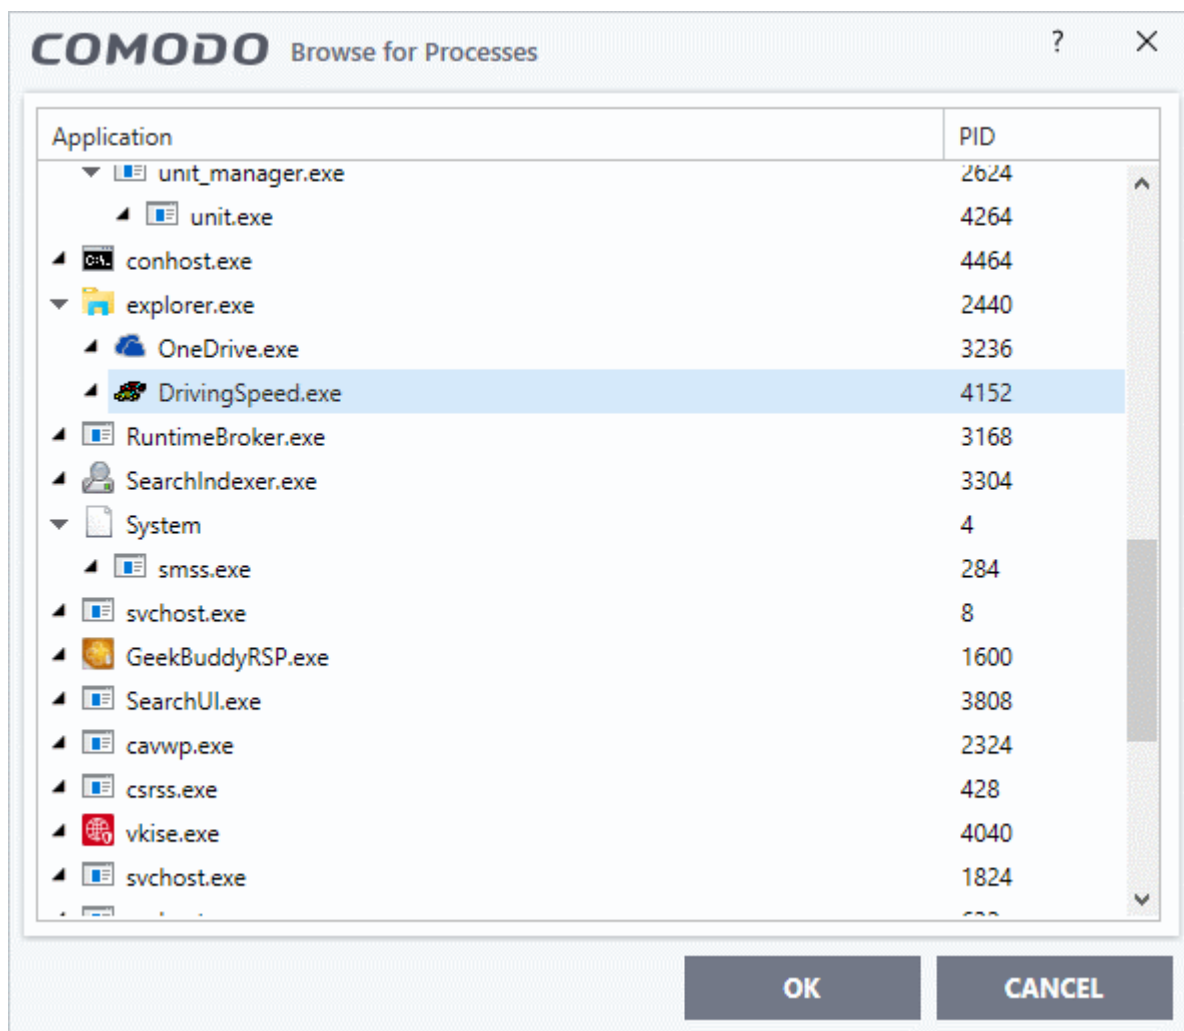 COMODO Browse for Processes ?
Application PID
unit_manager.exe 2624
unit.exe 4264
conhost.exe 4464
explorer.exe 2440
OneDrive.exe 3236
DrivingSpeed.exe 4152
RuntimeBroker.exe 3168
SearchIndexer.exe 3304
System 4
smss.exe 284
svchost.exe 8
GeekBuddyRSP.exe 1600
SearchUI.exe 3808
cavwp.exe 2324
csrss.exe 428
vkise.exe 4040
svchost.exe 1824
OK CANCEL